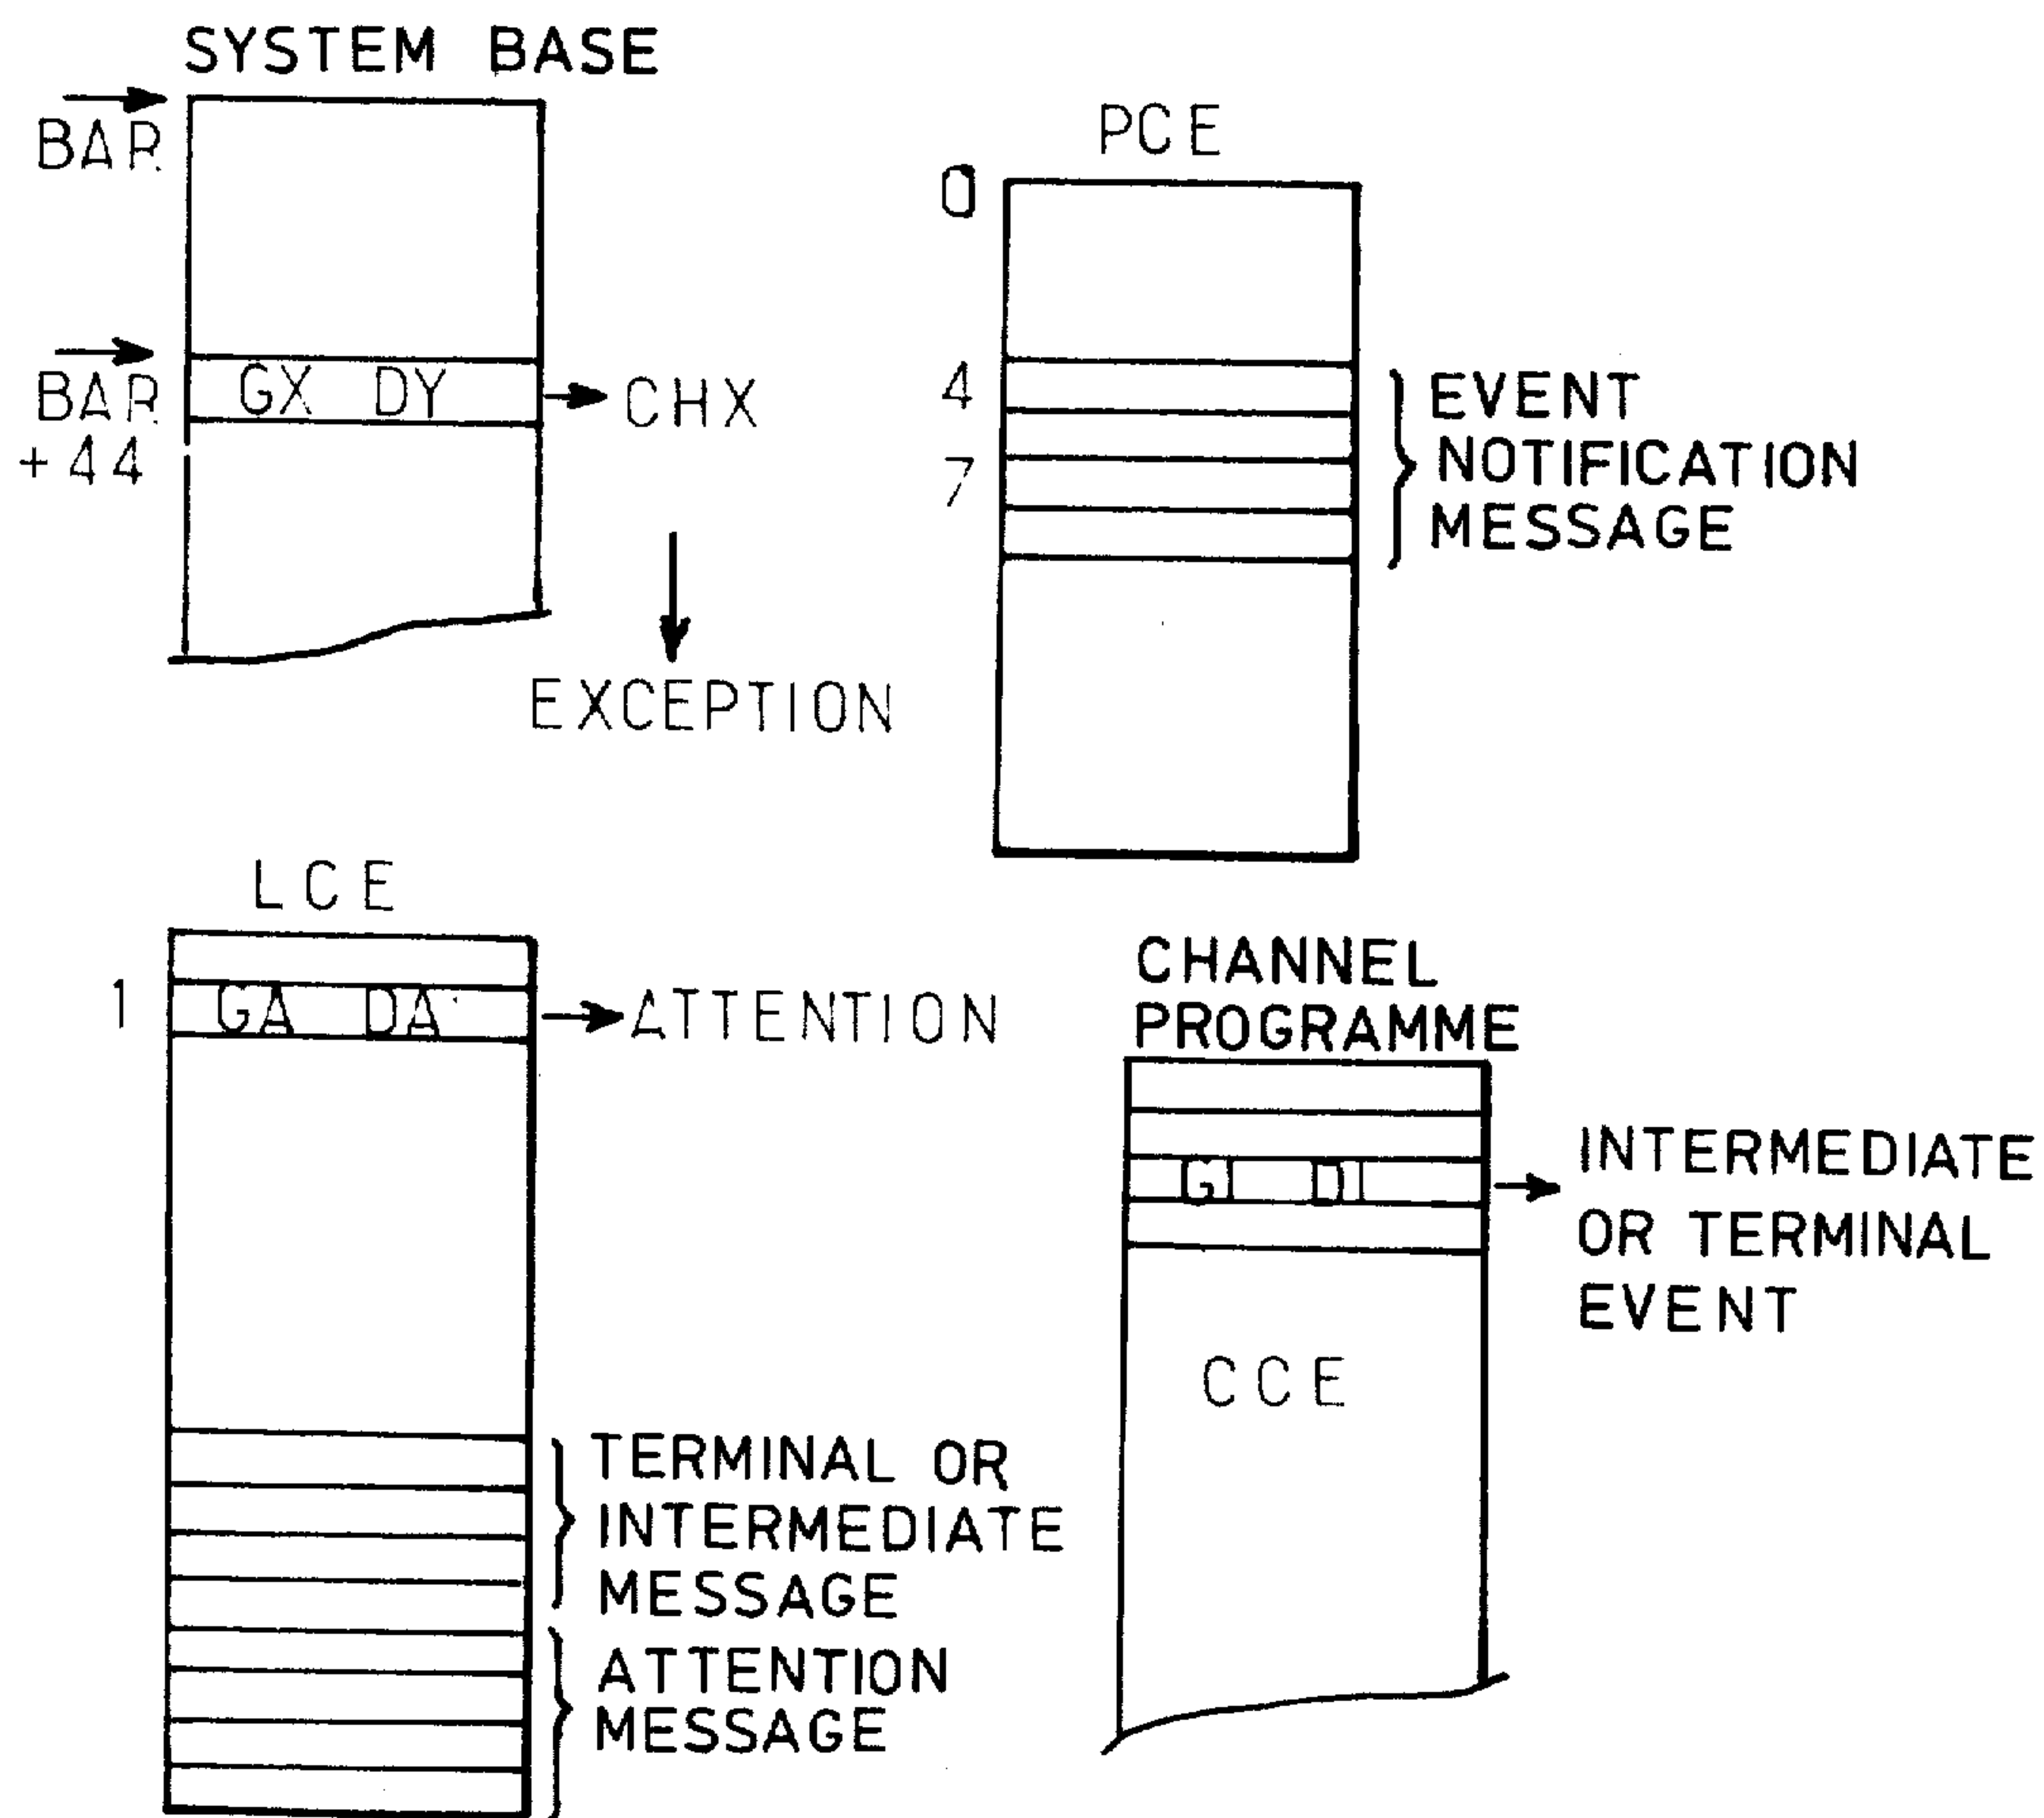 SYSTEM BASE
BAR
BAR
+44
GX DY
CHX
EXCEPTION
PCE
0
4
7
EVENT
NOTIFICATION
MESSAGE
LCE
1
GA DA
ATTENTION
TERMINAL OR
INTERMEDIATE
MESSAGE
ATTENTION
MESSAGE
CHANNEL
PROGRAMME
GI DI
INTERMEDIATE
OR TERMINAL
EVENT
CCE